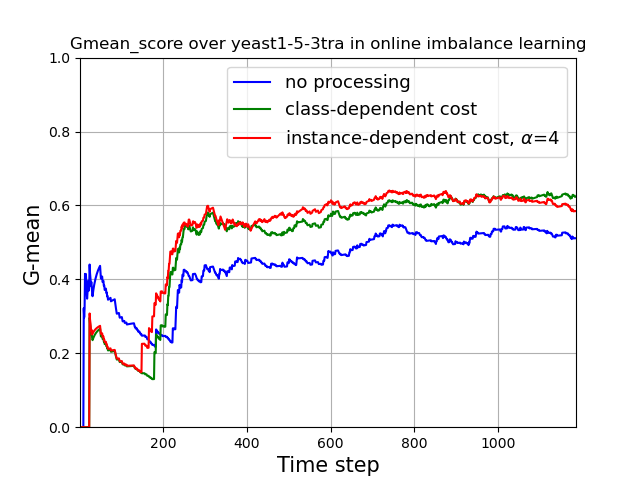 Gmean_score over yeast1-5-3tra in online imbalance learning
1.0
0.8
0.6
0.4
0.2
0.0
G-mean
no processing
class-dependent cost
instance-dependent cost, α=4
200 400 600 800 1000
Time step